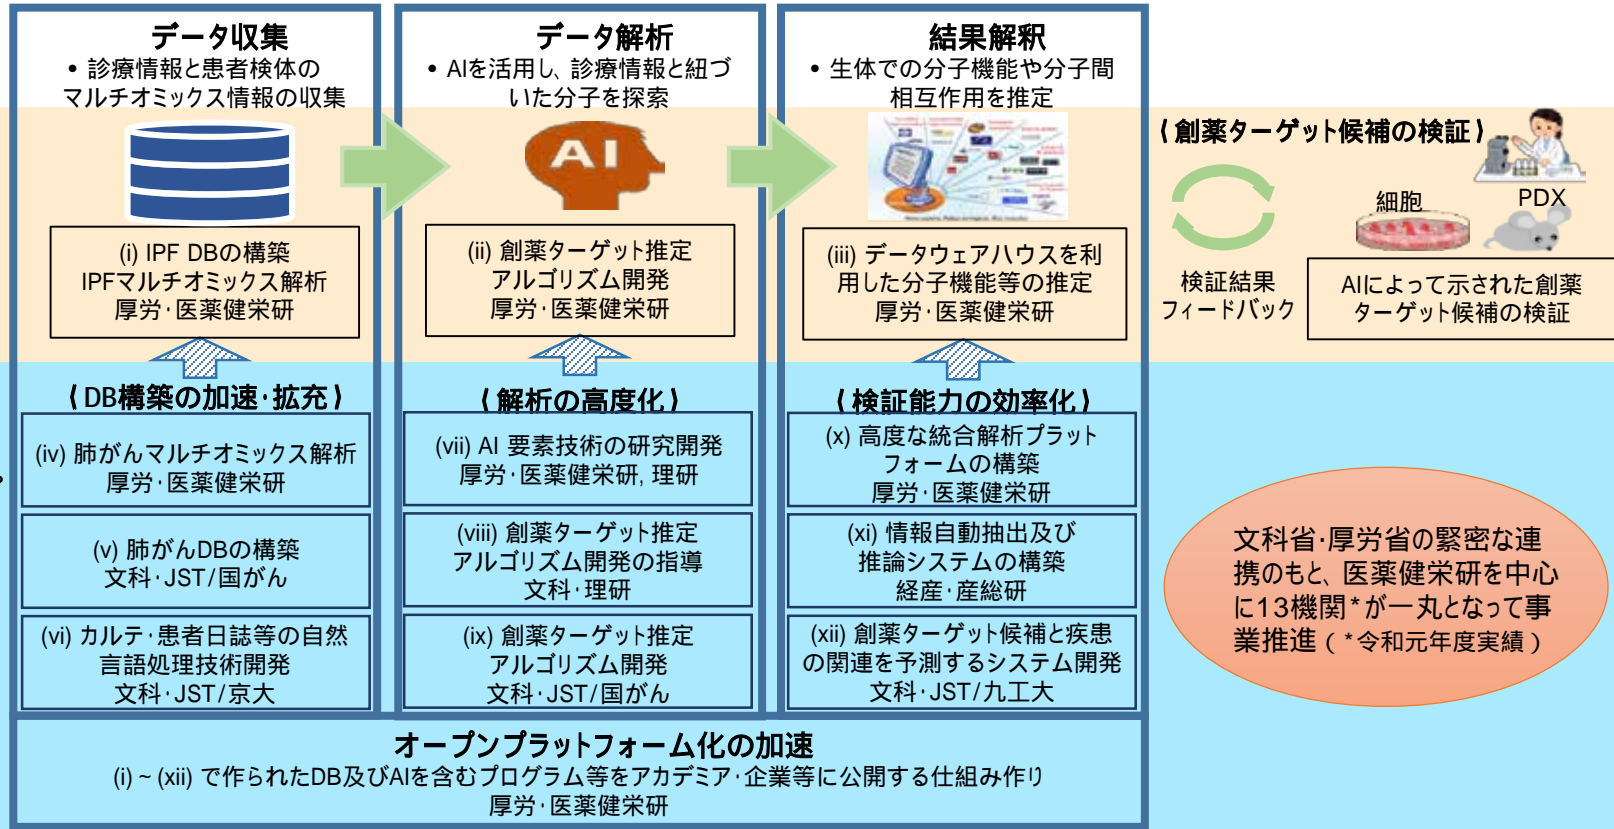 データ収集
• 診療情報と患者検体の
マルチオミックス情報の収集
(i) IPF DBの構築
IPFマルチオミックス解析
厚労・医薬健栄研
《DB構築の加速・拡充》
(iv) 肺がんマルチオミックス解析
厚労・医薬健栄研
(v) 肺がんDBの構築
文科・JST/国がん
(vi) カルテ・患者日誌等の自然
言語処理技術開発
文科・JST/京大
データ解析
• AIを活用し、診療情報と紐づ
いた分子を探索
AI
(ii) 創薬ターゲット推定
アルゴリズム開発
厚労・医薬健栄研
《解析の高度化》
(vii) AI 要素技術の研究開発
厚労・医薬健栄研, 理研
(viii) 創薬ターゲット推定
アルゴリズム開発の指導
文科・理研
(ix) 創薬ターゲット推定
アルゴリズム開発
文科・JST/国がん
結果解釈
• 生体での分子機能や分子間
相互作用を推定
(iii) データウェアハウスを利
用した分子機能等の推定
厚労・医薬健栄研
《検証能力の効率化》
(x) 高度な統合解析プラット
フォームの構築
厚労・医薬健栄研
(xi) 情報自動抽出及び
推論システムの構築
経産・産総研
(xii) 創薬ターゲット候補と疾患
の関連を予測するシステム開発
文科・JST/九工大
《創薬ターゲット候補の検証》
細胞
PDX
検証結果
フィードバック
AIによって示された創薬
ターゲット候補の検証
文科省・厚労省の緊密な連
携のもと、医薬健栄研を中心
に13機関*が一丸となって事
業推進（*令和元年度実績）
オープンプラットフォーム化の加速
(i) ~ (xii) で作られたDB及びAIを含むプログラム等をアカデミア・企業等に公開する仕組み作り
厚労・医薬健栄研